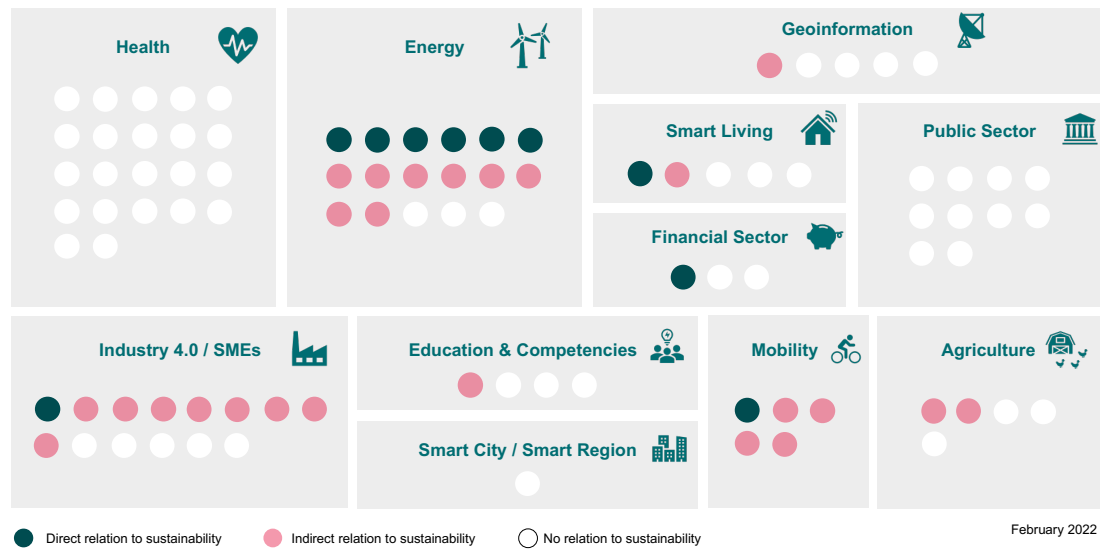 Health
Energy
Geoinformation
Smart Living
Public Sector
Financial Sector
Industry 4.0 / SMEs
Education & Competencies
Mobility
Agriculture
Smart City / Smart Region
Direct relation to sustainability
Indirect relation to sustainability
No relation to sustainability
February 2022